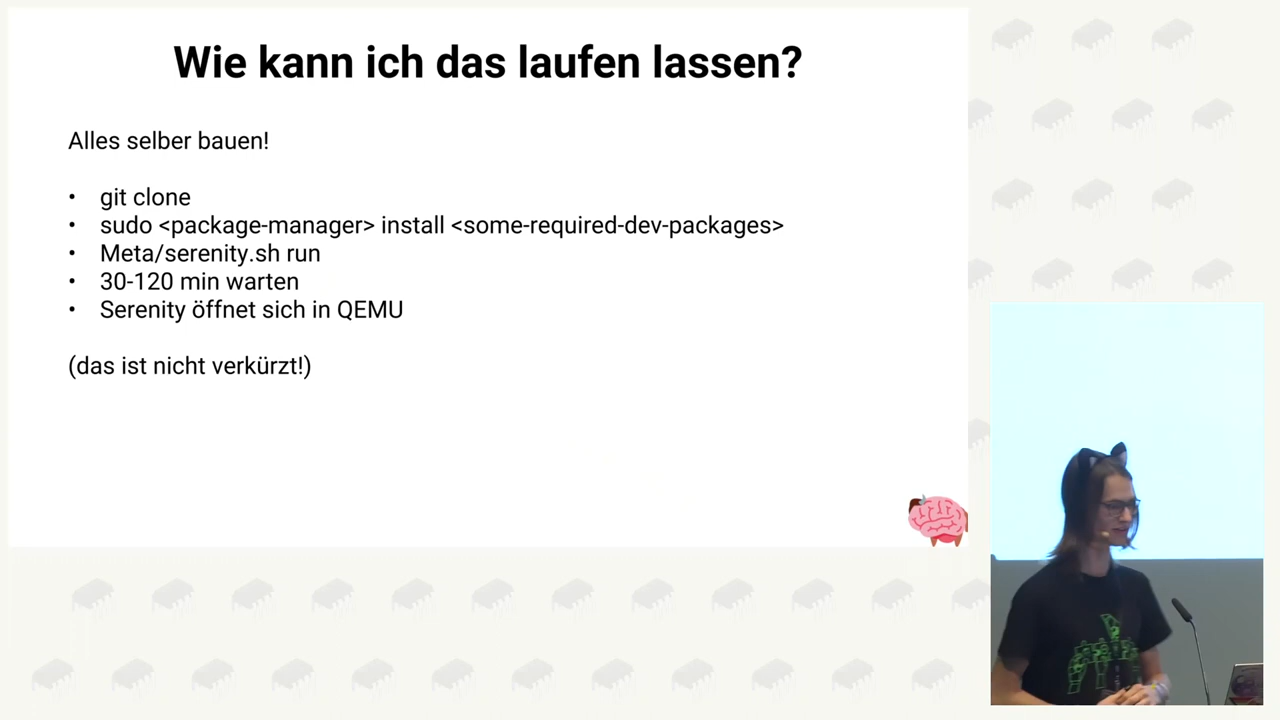 Wie kann ich das laufen lassen?
Alles selber bauen!
• git clone
• sudo <package-manager> install <some-required-dev-packages>
• Meta/serenity.sh run
• 30-120 min warten
• Serenity öffnet sich in QEMU
(das ist nicht verkürzt!)